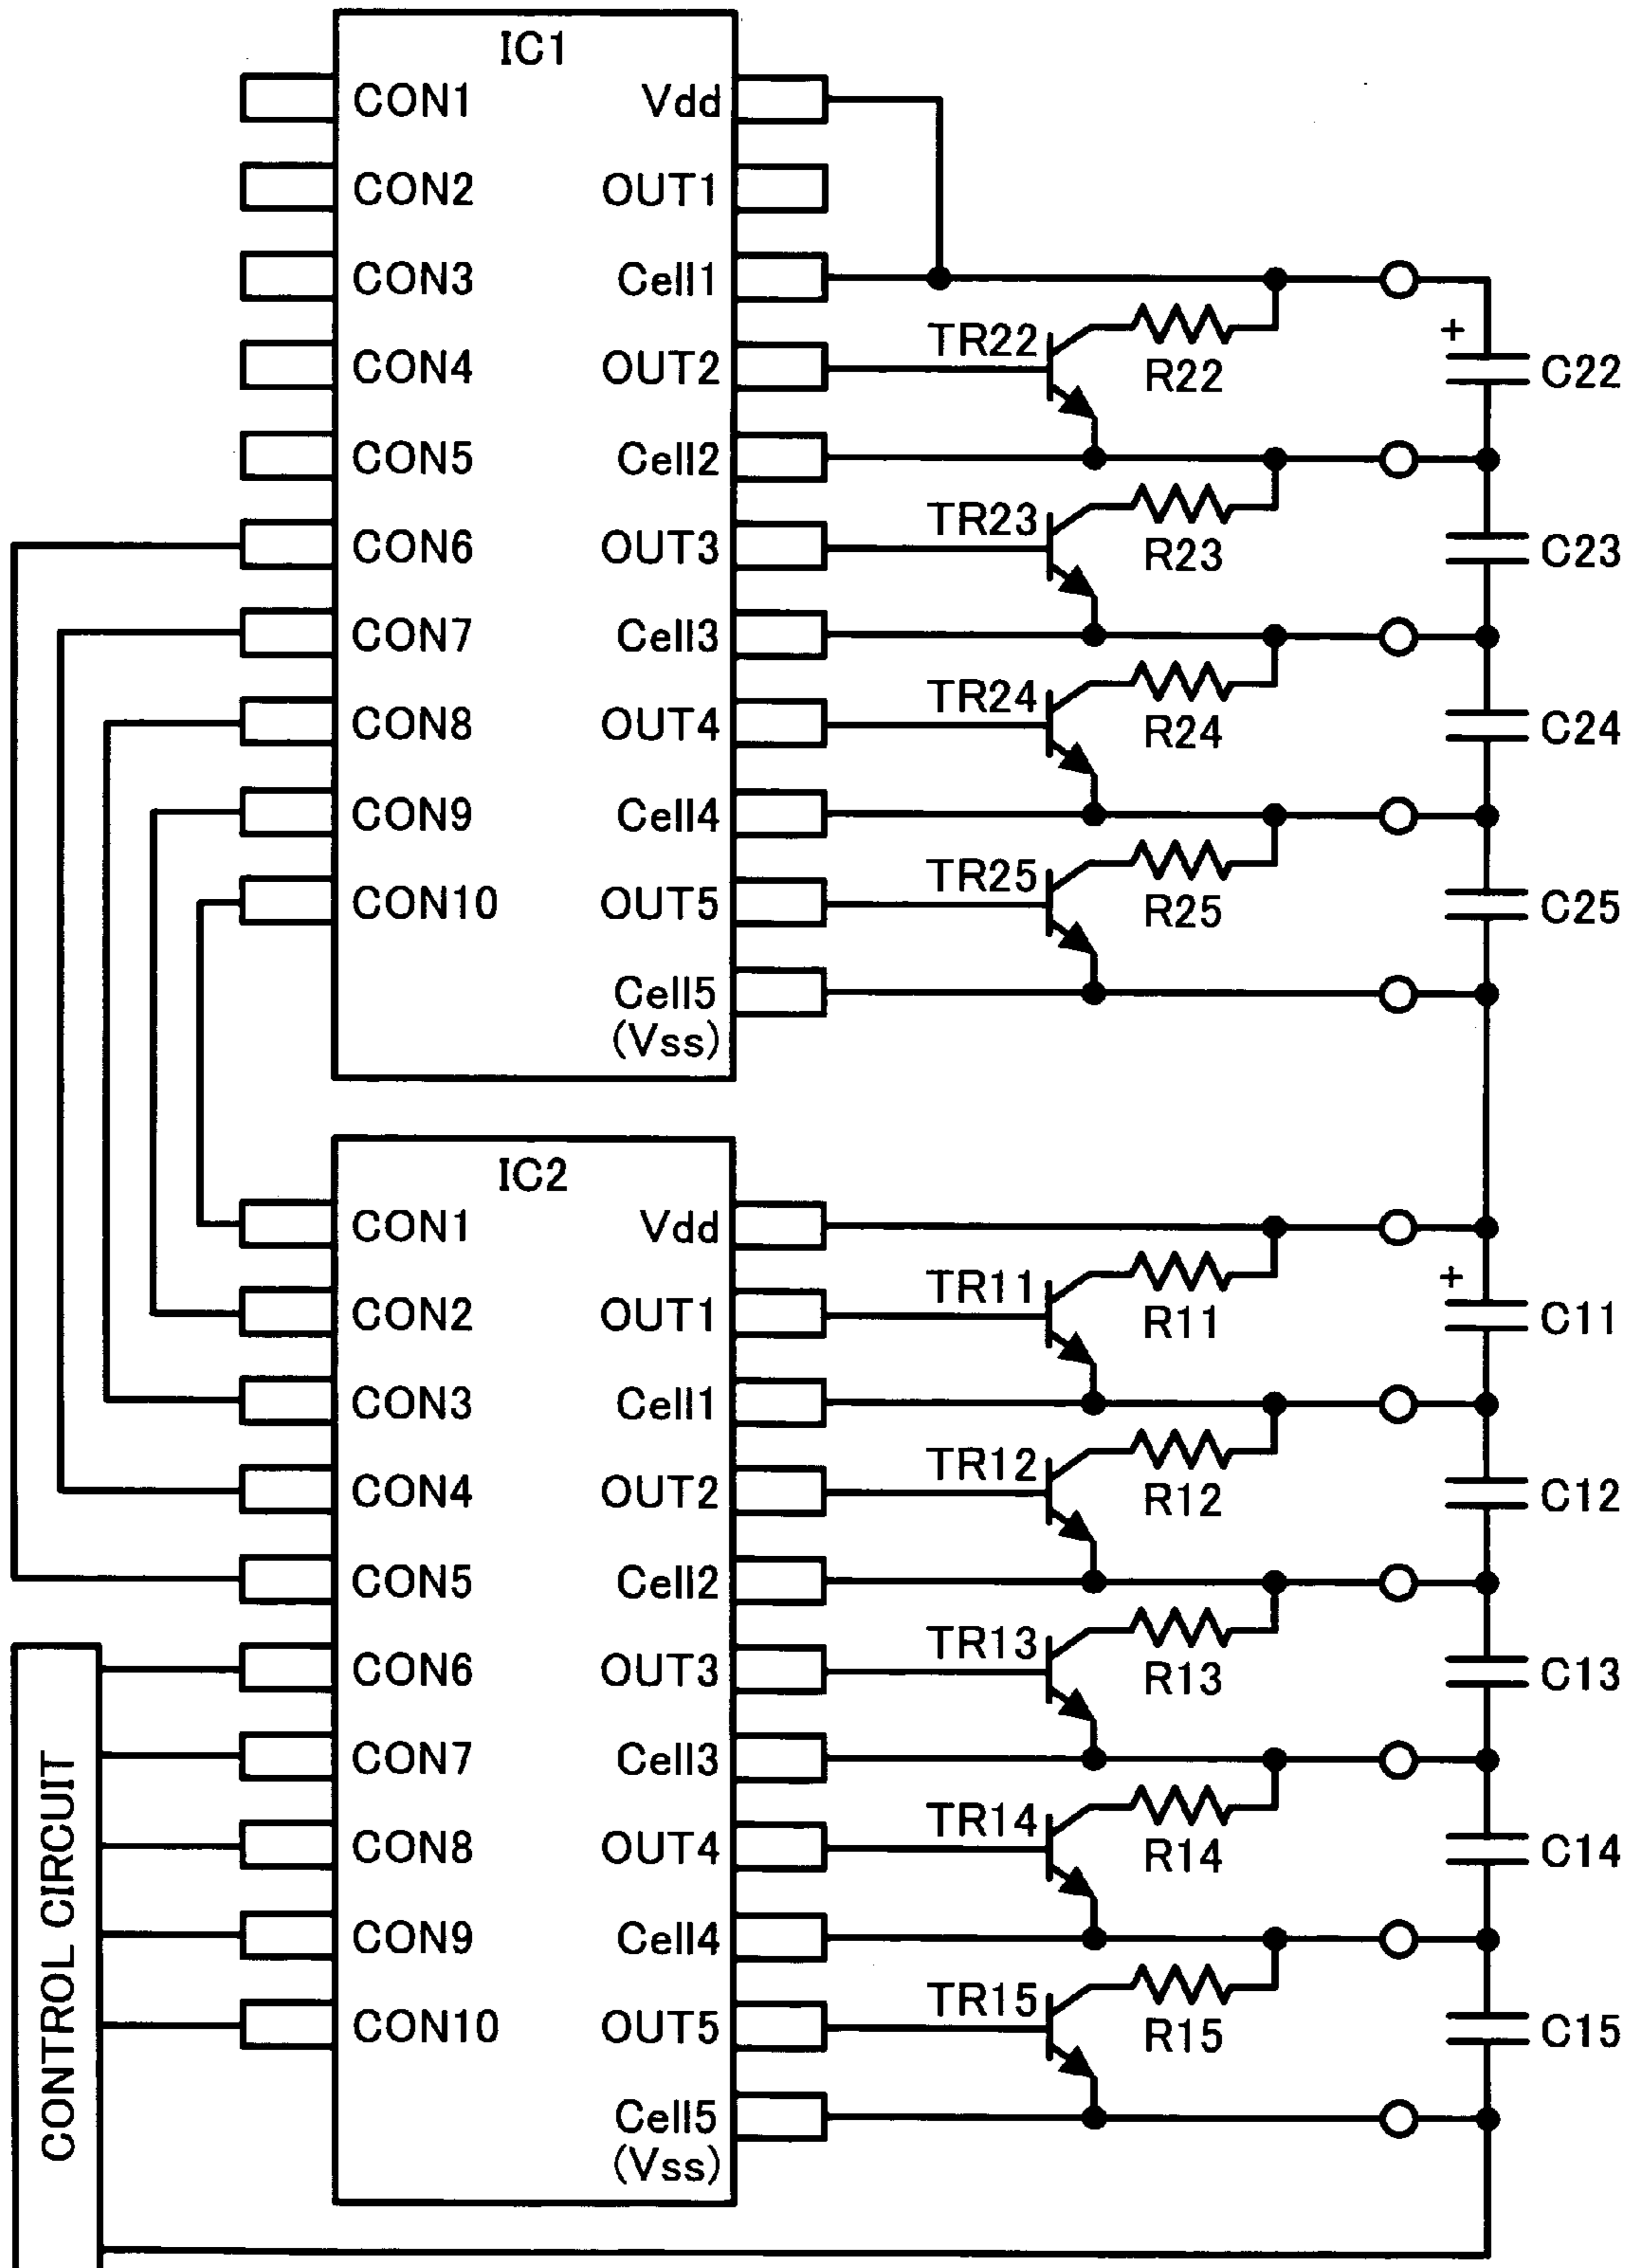 IC1
CON1 Vdd
CON2 OUT1
CON3 Cell1
+
TR22
CON4 OUT2 R22 C22
CON5 Cell2
TR23
CON6 OUT3 R23 C23
CON7 Cell3
TR24
CON8 OUT4 R24 C24
CON9 Cell4
TR25
CON10 OUT5 R25 C25
Cell5
(Vss)
IC2
CON1 Vdd
+
TR11
CON2 OUT1 R11 C11
CON3 Cell1
TR12
CON4 OUT2 R12 C12
CON5 Cell2
TR13
CON6 OUT3 R13 C13
CON7 Cell3
TR14
CON8 OUT4 R14 C14
CON9 Cell4
TR15
CON10 OUT5 R15 C15
Cell5
(Vss)
CONTROL CIRCUIT